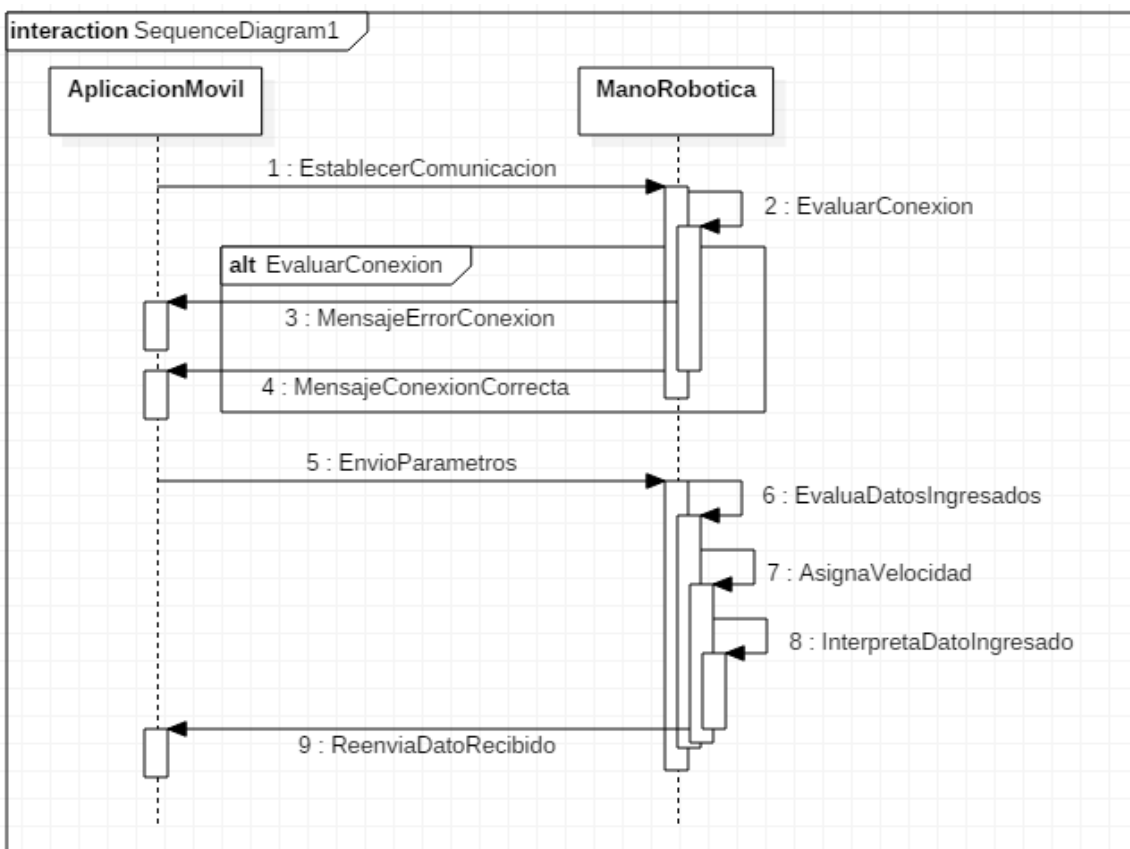 interaction SequenceDiagram1
AplicacionMovil
ManoRobotica
1 : EstablecerComunicacion
2 : EvaluarConexion
alt EvaluarConexion
3 : MensajeErrorConexion
4 : MensajeConexionCorrecta
5 : EnvioParametros
6 : EvaluaDatosIngresados
7 : AsignaVelocidad
8 : InterpretaDatoIngresado
9 : ReenviaDatoRecibido